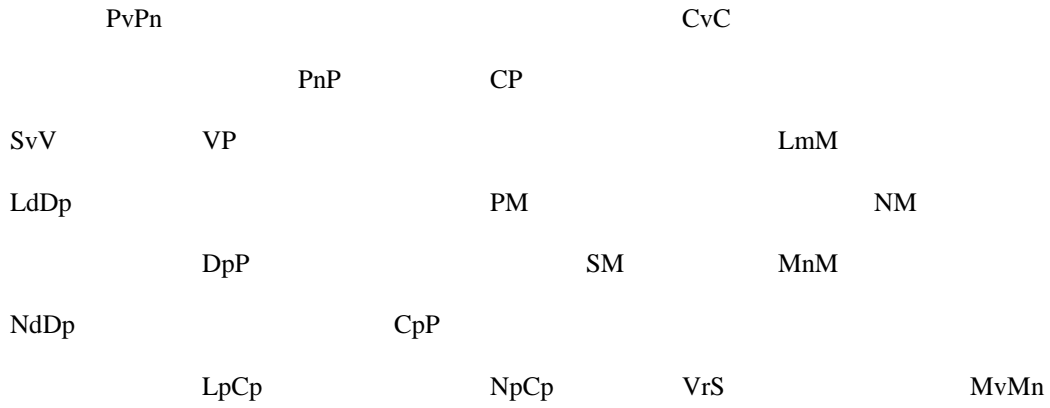 PvPn CvC
PnP CP
SvV VP LmM
LdDp PM NM
DpP SM MnM
NdDp CpP
LpCp NpCp VrS MvMn